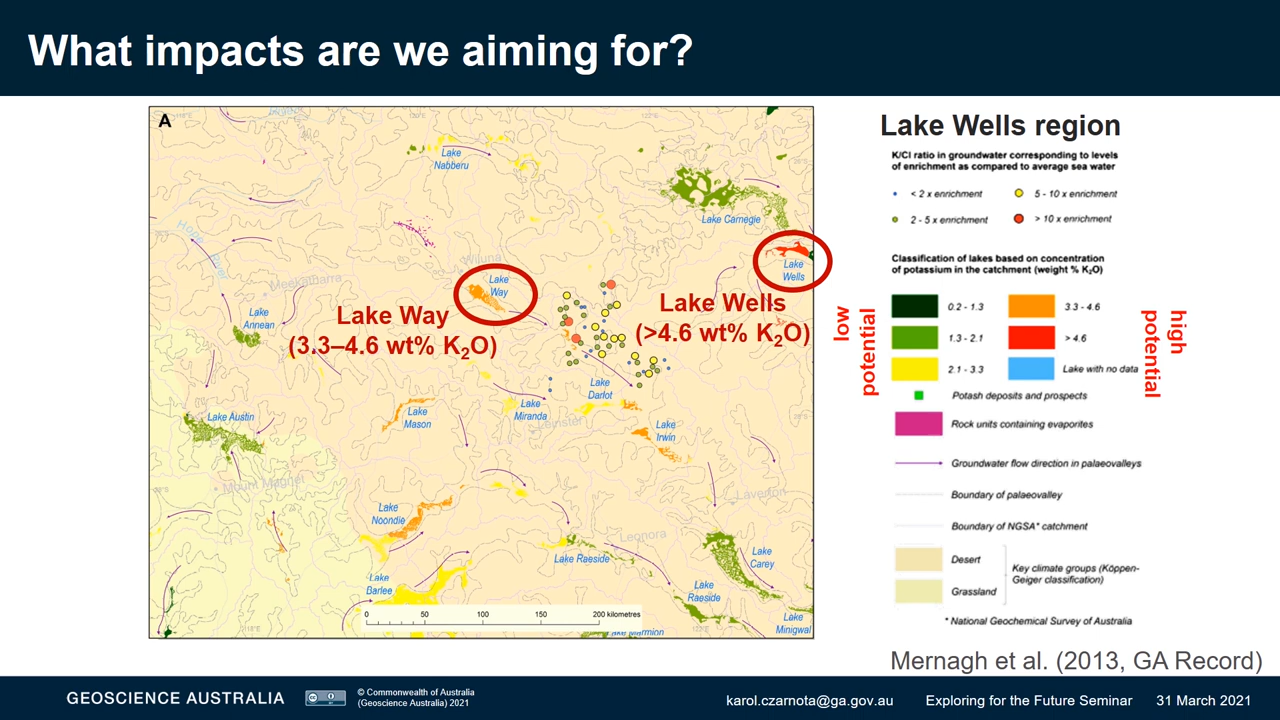 What impacts are we aiming for?
A
Lake
Nabberu
Lake Carnegie
Hope
River
Wiluna
Lake
Wells
Meekatharra
Lake
Way
Lake Way
(3.3–4.6 wt% K₂O)
Lake Wells
(>4.6 wt% K₂O)
Lake
Annean
Lake
Darlot
Lake Austin
Lake
Mason
Lake
Miranda
Leinster
Lake
Irwin
Mount Magnet
Laverton
Lake
Noondie
Leonora
Lake Raeside
Lake
Carey
Lake
Barlee
Lake
Raeside
Lake
Minigwal
0 50 100 150 200 kilometres
Lake Marmion
Lake Wells region
K/Cl ratio in groundwater corresponding to levels
of enrichment as compared to average sea water
< 2 x enrichment
5 - 10 x enrichment
2 - 5 x enrichment
> 10 x enrichment
Classification of lakes based on concentration
of potassium in the catchment (weight % K₂O)
low
potential
high
potential
0.2 - 1.3
3.3 - 4.6
1.3 - 2.1
> 4.6
2.1 - 3.3
Lake with no data
Potash deposits and prospects
Rock units containing evaporites
Groundwater flow direction in palaeovalleys
Boundary of palaeovalley
Boundary of NGSA* catchment
Desert
Grassland
Key climate groups (Köppen-
Geiger classification)
* National Geochemical Survey of Australia
Mernagh et al. (2013, GA Record)
GEOSCIENCE AUSTRALIA
© Commonwealth of Australia
(Geoscience Australia) 2021
karol.czarnota@ga.gov.au
Exploring for the Future Seminar
31 March 2021